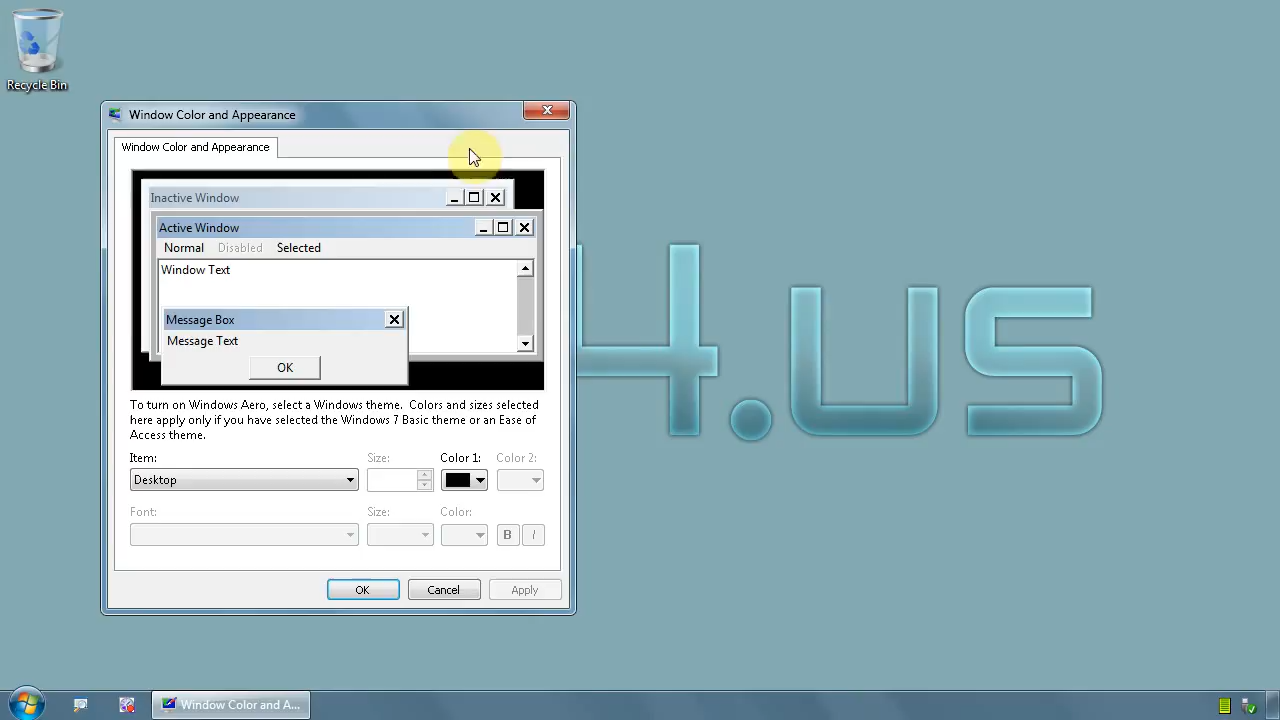 Recycle Bin
Window Color and Appearance
Window Color and Appearance
Inactive Window
Active Window
Normal Disabled Selected
Window Text
Message Box
Message Text
OK
4.us
To turn on Windows Aero, select a Windows theme. Colors and sizes selected
here apply only if you have selected the Windows 7 Basic theme or an Ease of
Access theme.
Item: Size: Color 1: Color 2:
Desktop
Font: Size: Color:
B I
OK Cancel Apply
Window Color and A...